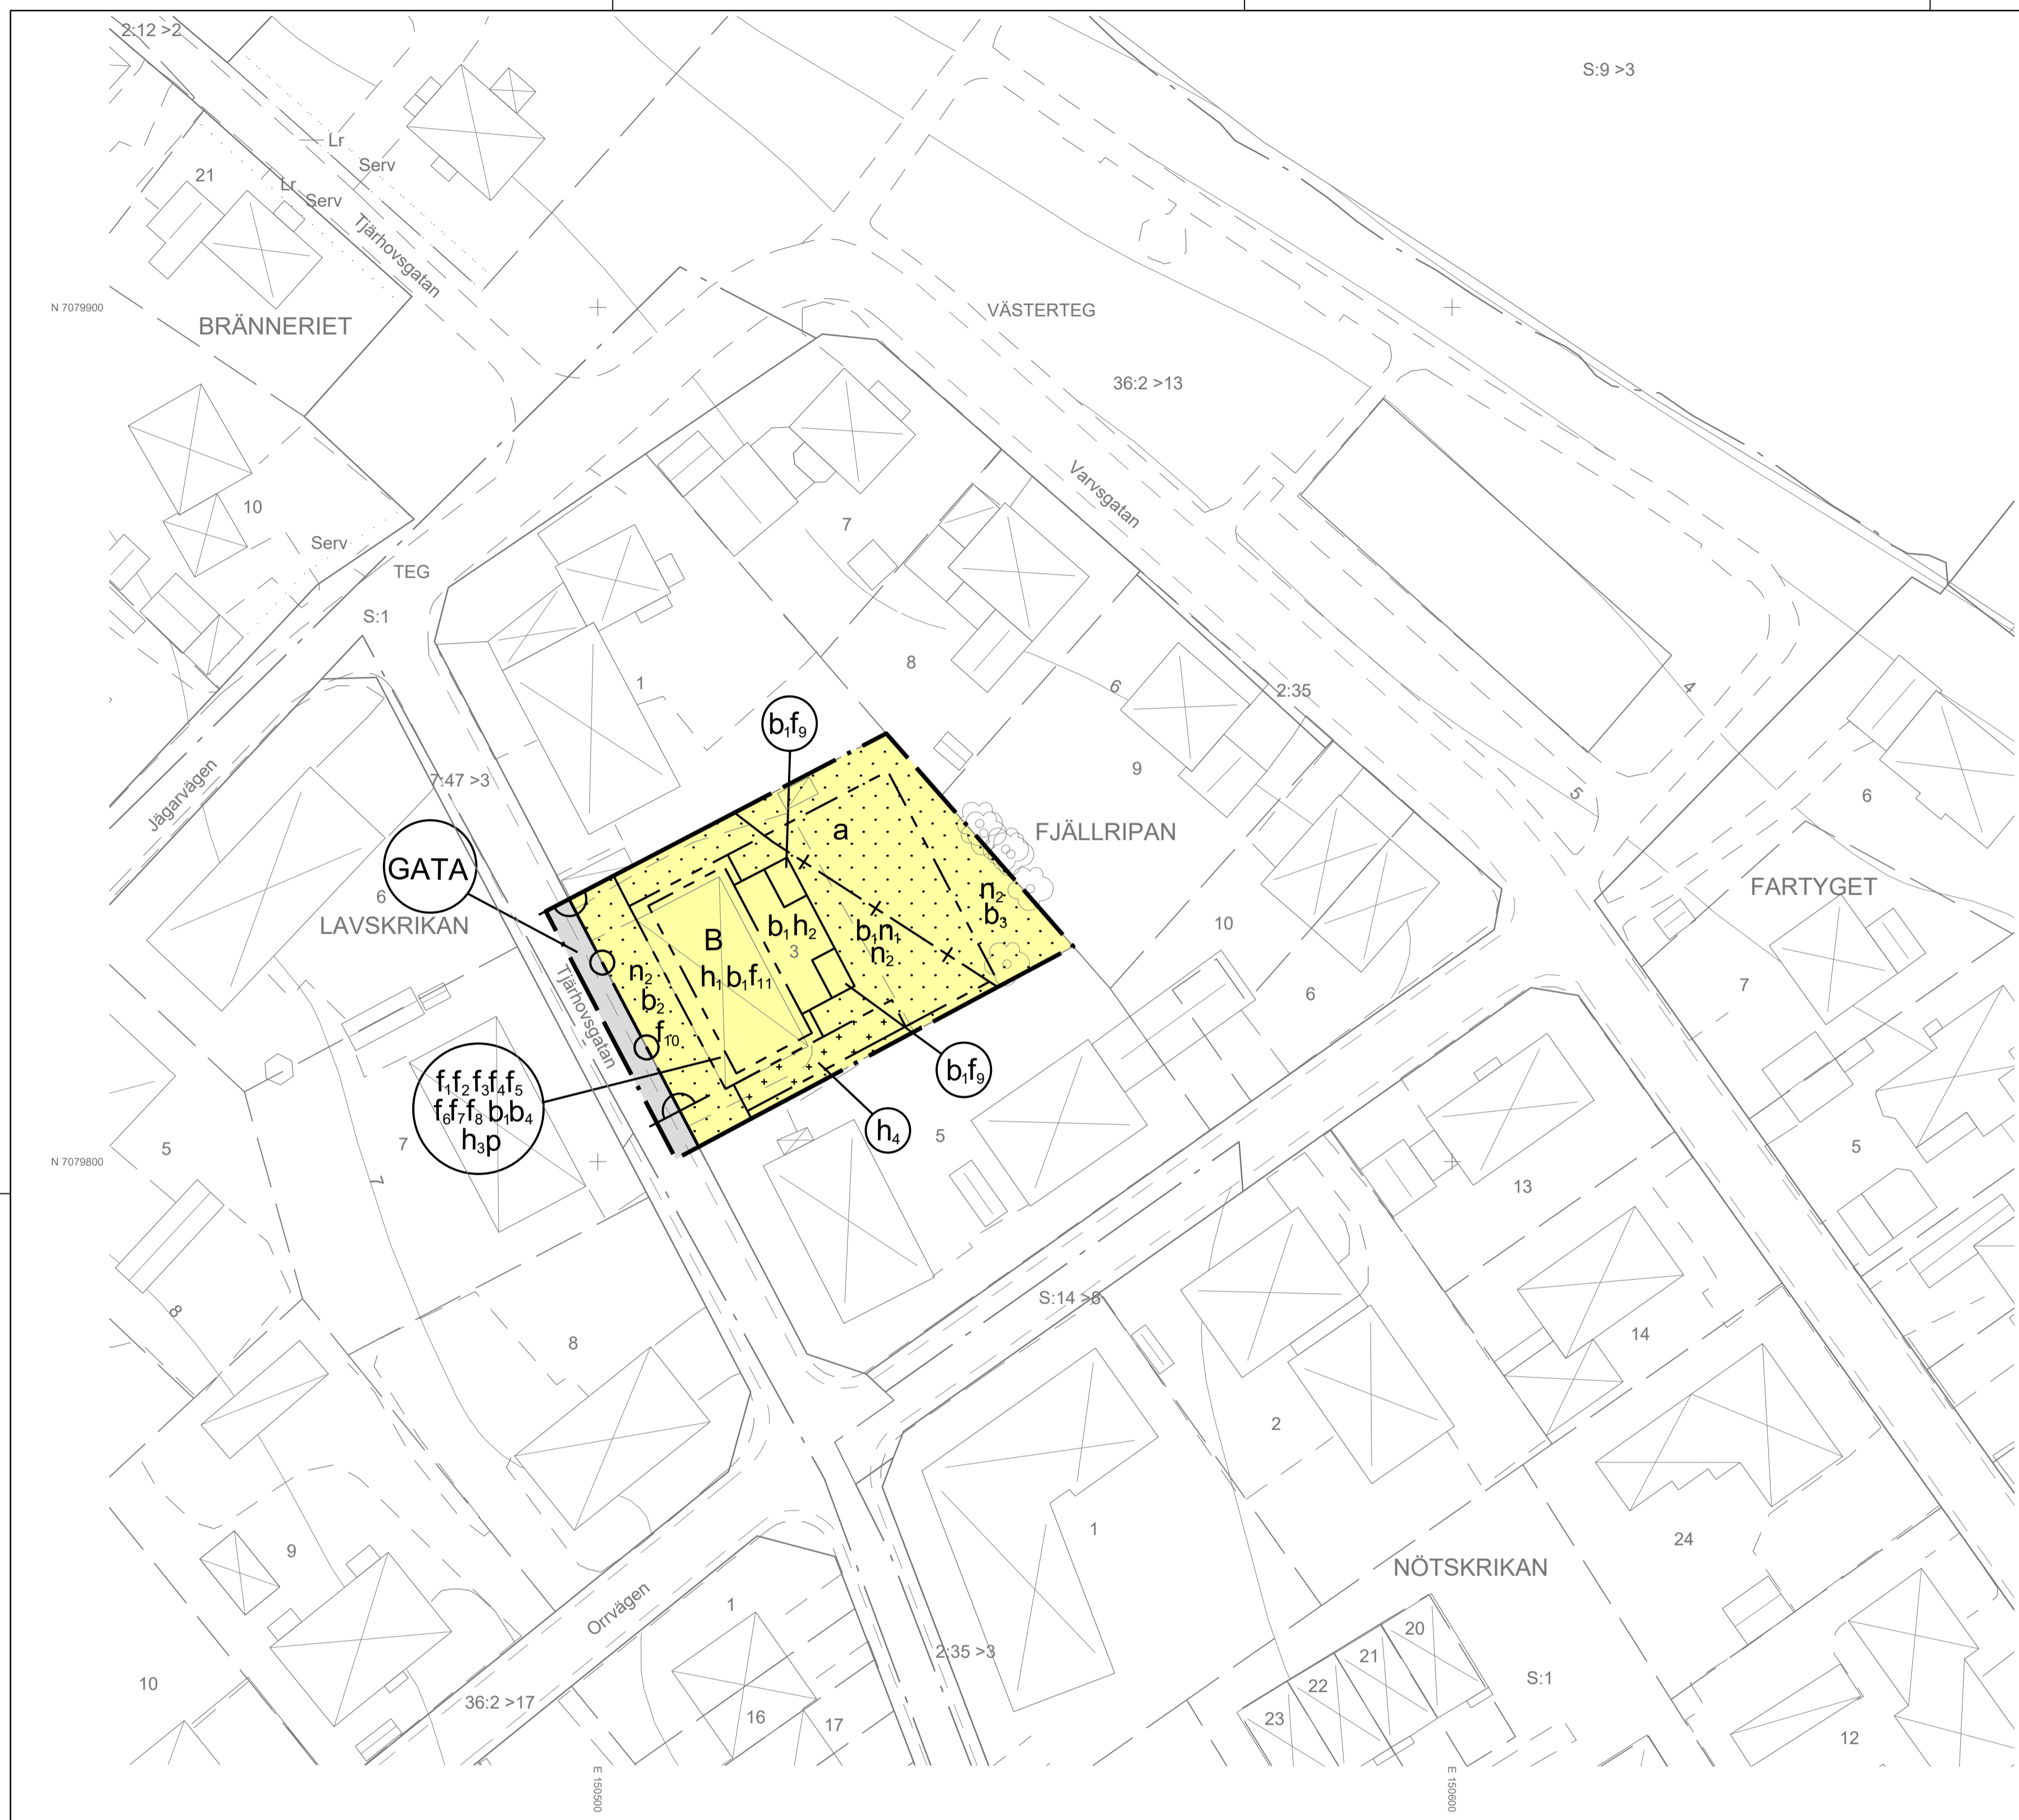 2:12 >2
S:9 >3
Lr
Serv
21
Lr
Serv
Tjärhovsgatan
N 7079900
BRÄNNERIET
VÄSTERTEG
36:2 >13
Varvsgatan
10
7
Serv
TEG
S:1
8
1
6
2:35
4
b₁f₉
7:47 >3
9
5
6
Jägarvägen
a
FJÄLLRIPAN
GATA
FARTYGET
6
LAVSKRIKAN
n₂
b₃
10
B
b₁h₂
b₁n₁
n₂
3
h₁b₁f₁₁
n₂
b₂
f₁₀
Tjärhovsgatan
6
7
b₁f₉
f₁f₂f₃f₄f₅
f₆f₇f₈b₁b₄
h₃p
h₄
5
7
5
5
N 7079800
7
13
8
S:14 >8
8
14
2
1
24
9
NÖTSKRIKAN
Orrvägen
1
20
2:35 >3
21
S:1
10
22
36:2 >17
16
17
23
12
E 150500
E 150600